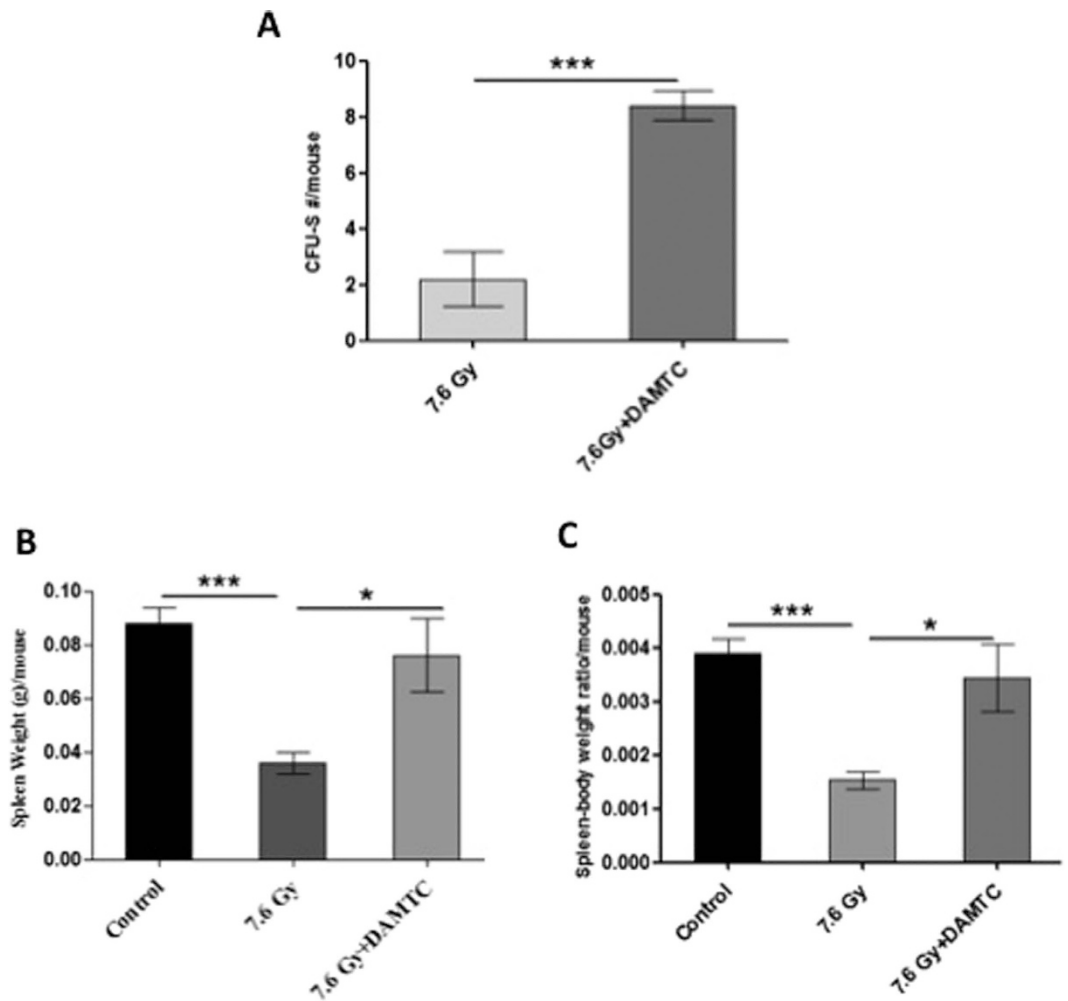 A
CFU-S #/mouse
10
8
6
4
2
0
***
7.6 Gy
7.6Gy+DAMTC
B
Spleen Weight (g)/mouse
0.10
0.08
0.06
0.04
0.02
0.00
***
*
Control
7.6 Gy
7.6 Gy+DAMTC
C
Spleen-body weight ratio/mouse
0.005
0.004
0.003
0.002
0.001
0.000
***
*
Control
7.6 Gy
7.6 Gy+DAMTC